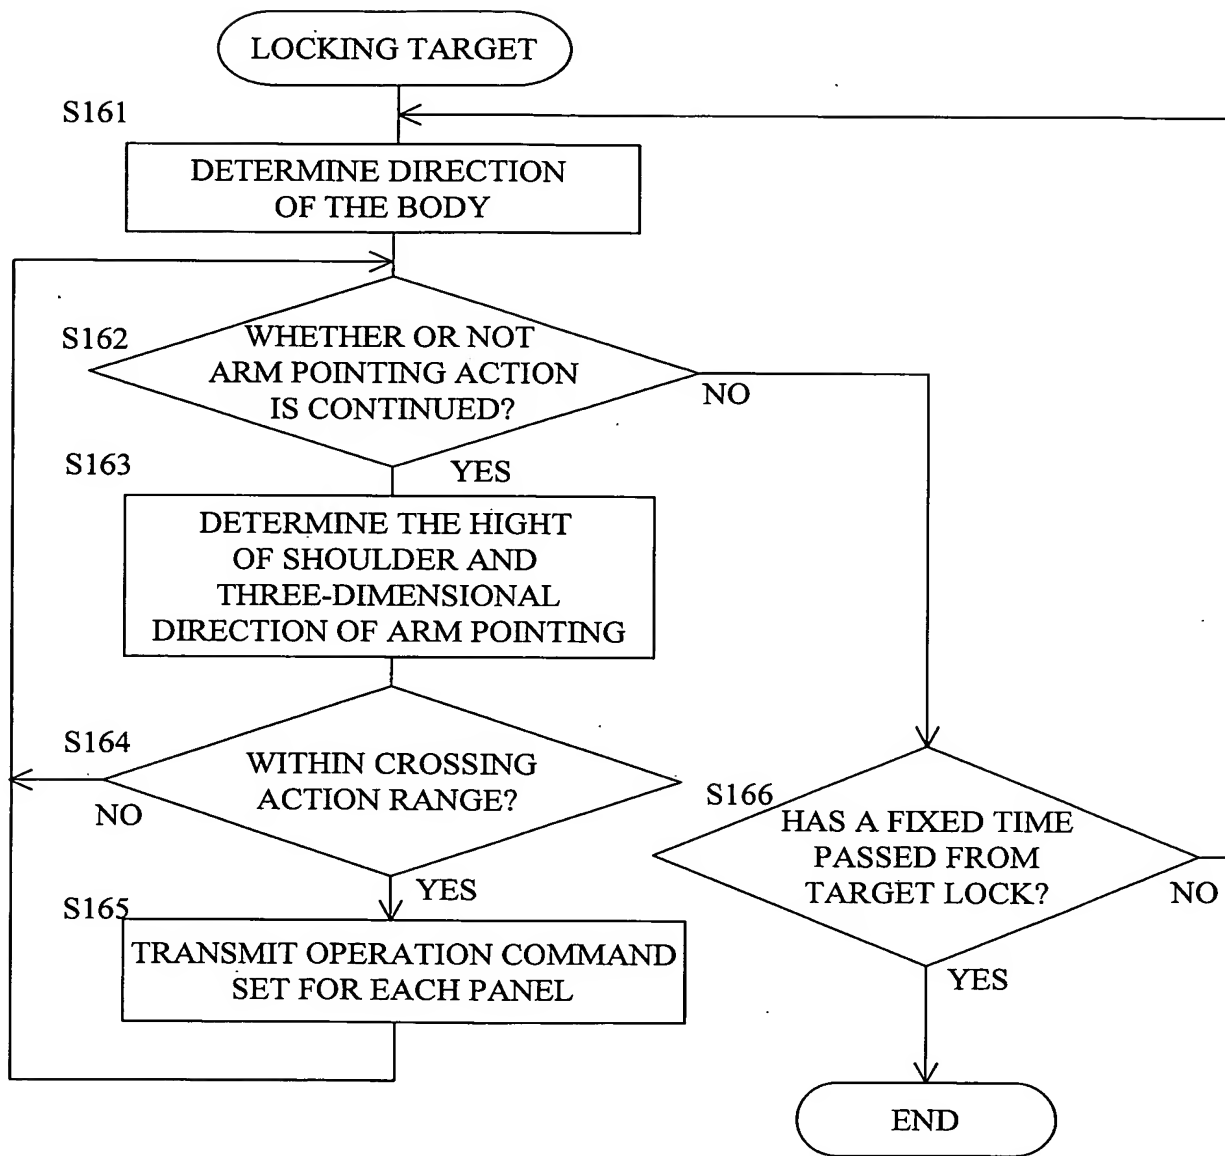 LOCKING TARGET
S161
DETERMINE DIRECTION
OF THE BODY
S162
WHETHER OR NOT
ARM POINTING ACTION
IS CONTINUED?
NO
YES
S163
DETERMINE THE HIGHT
OF SHOULDER AND
THREE-DIMENSIONAL
DIRECTION OF ARM POINTING
S164
WITHIN CROSSING
ACTION RANGE?
NO
YES
S165
TRANSMIT OPERATION COMMAND
SET FOR EACH PANEL
S166
HAS A FIXED TIME
PASSED FROM
TARGET LOCK?
NO
YES
END